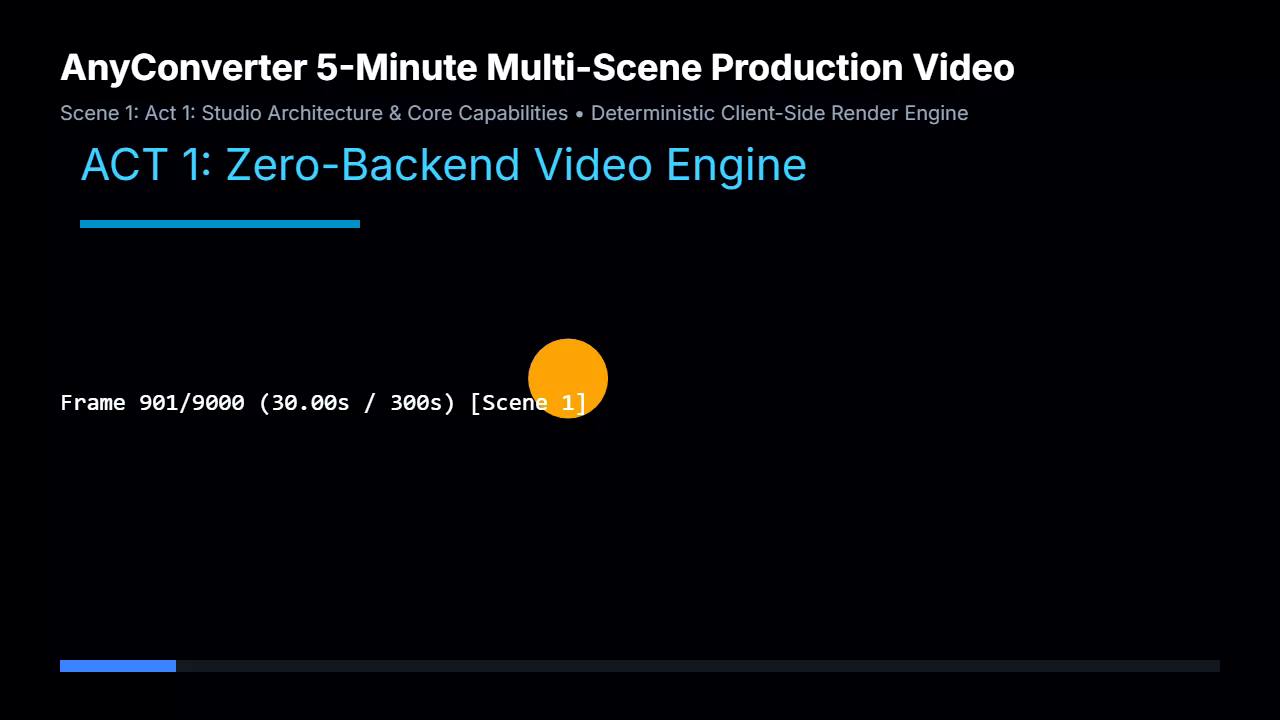 AnyConverter 5-Minute Multi-Scene Production Video
Scene 1: Act 1: Studio Architecture & Core Capabilities • Deterministic Client-Side Render Engine
ACT 1: Zero-Backend Video Engine
Frame 901/9000 (30.00s / 300s) [Scene 1]